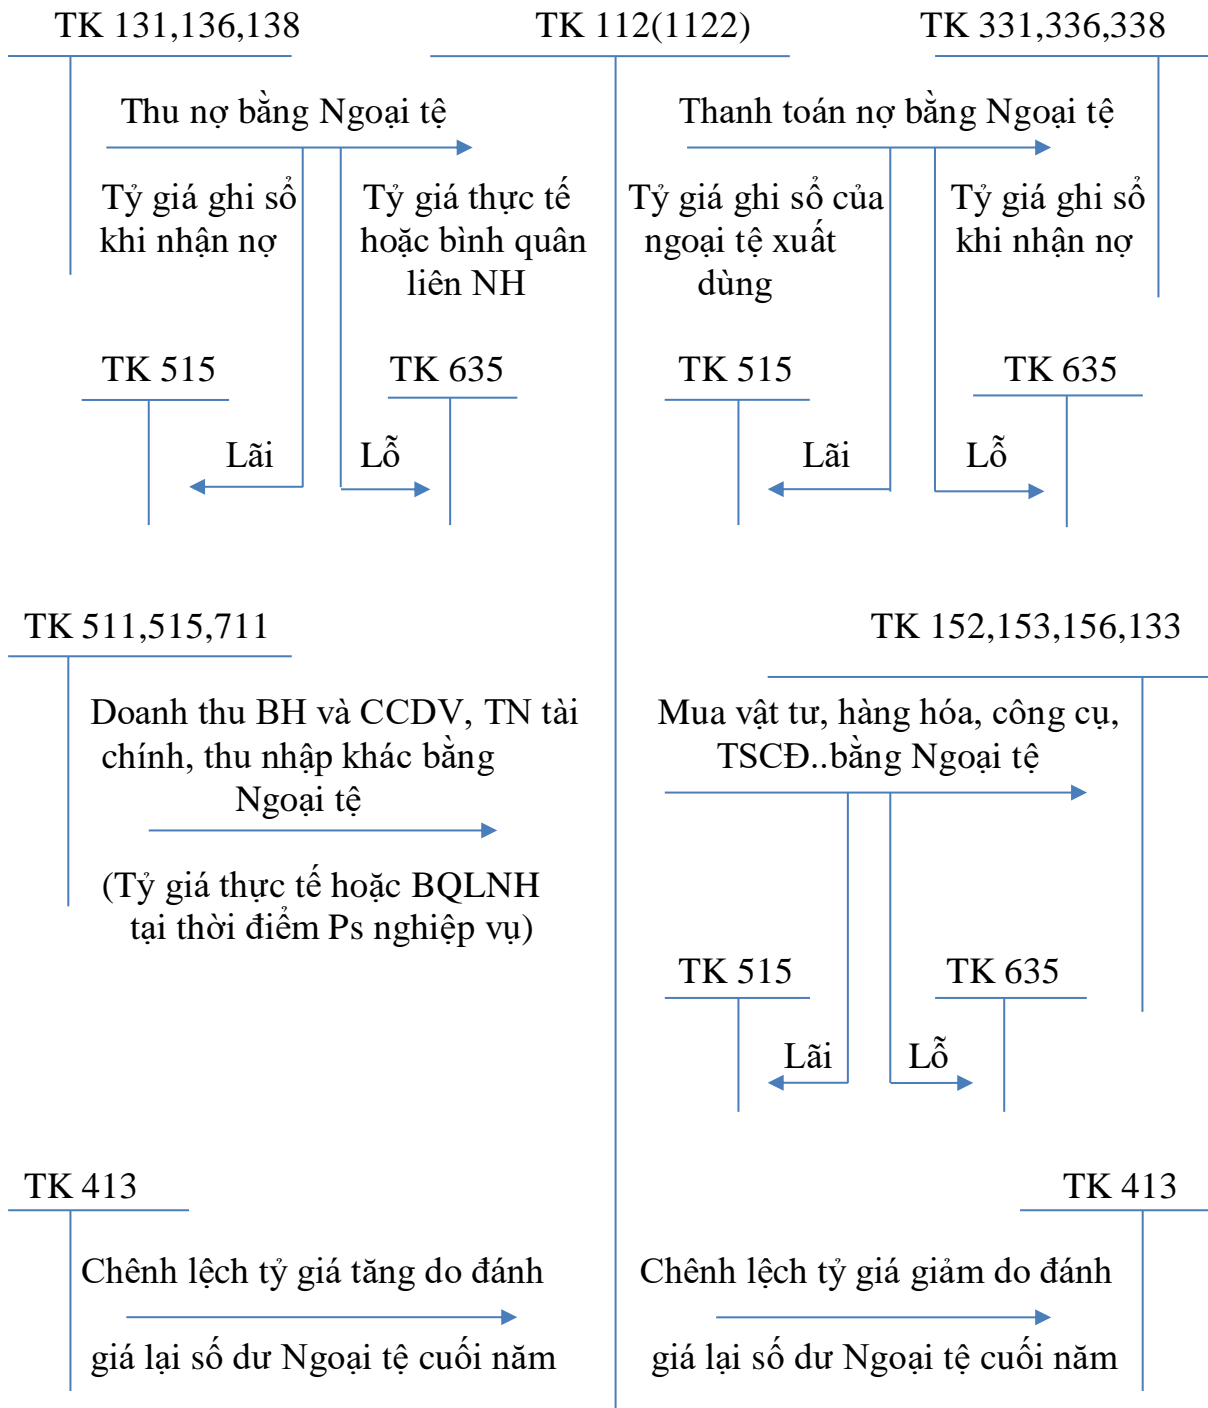 TK 131,136,138
TK 112(1122)
TK 331,336,338
Thu nợ bằng Ngoại tệ
Thanh toán nợ bằng Ngoại tệ
Tỷ giá ghi sổ
khi nhận nợ
Tỷ giá thực tế
hoặc bình quân
liên NH
Tỷ giá ghi sổ của
ngoại tệ xuất
dùng
Tỷ giá ghi sổ
khi nhận nợ
TK 515
TK 635
TK 515
TK 635
Lãi
Lỗ
Lãi
Lỗ
TK 511,515,711
TK 152,153,156,133
Doanh thu BH và CCDV, TN tài
chính, thu nhập khác bằng
Ngoại tệ
Mua vật tư, hàng hóa, công cụ,
TSCĐ..bằng Ngoại tệ
(Tỷ giá thực tế hoặc BQLNH
tại thời điểm Ps nghiệp vụ)
TK 515
TK 635
Lãi
Lỗ
TK 413
TK 413
Chênh lệch tỷ giá tăng do đánh
giá lại số dư Ngoại tệ cuối năm
Chênh lệch tỷ giá giảm do đánh
giá lại số dư Ngoại tệ cuối năm